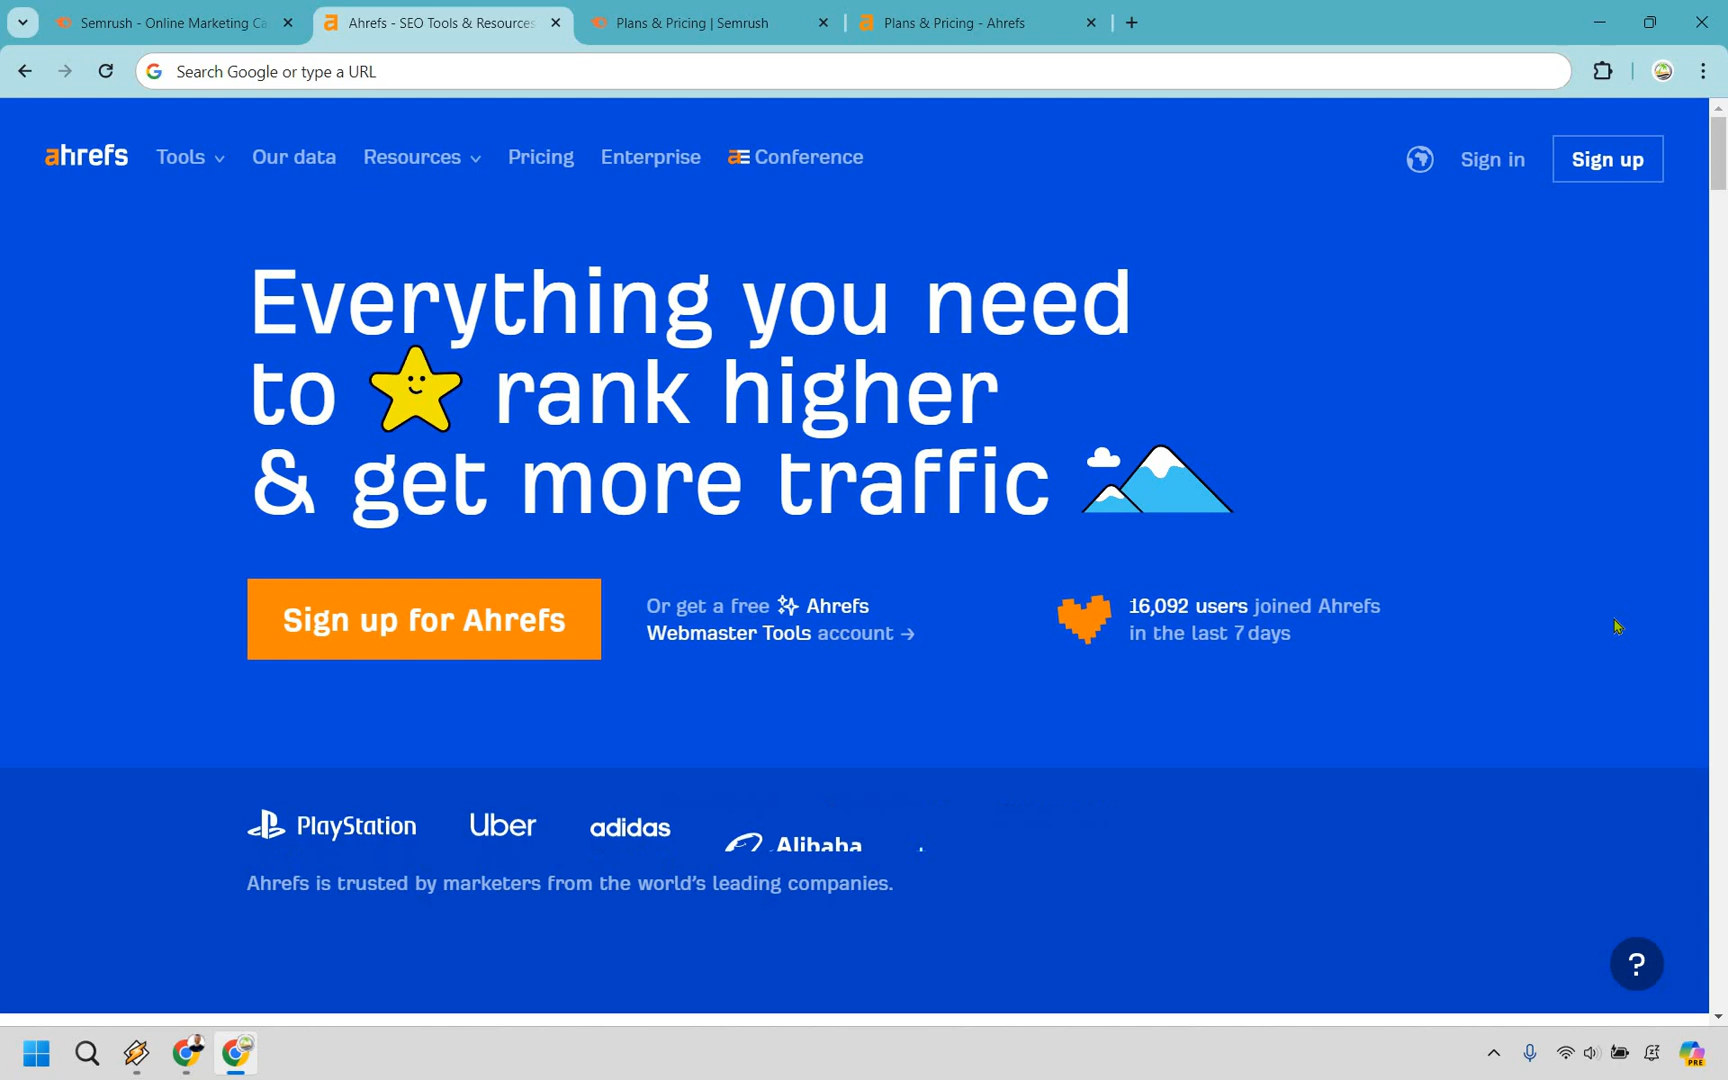 Semrush - Online Marketing Ca
Ahrefs - SEO Tools & Resources
Plans & Pricing | Semrush
Plans & Pricing - Ahrefs
Search Google or type a URL
ahrefs
Tools
Our data
Resources
Pricing
Enterprise
Conference
Sign in
Sign up
Everything you need
to rank higher
& get more traffic
Sign up for Ahrefs
Or get a free Ahrefs
Webmaster Tools account →
16,092 users joined Ahrefs
in the last 7 days
PlayStation
Uber
adidas
Alibaba
Ahrefs is trusted by marketers from the world's leading companies.
?
PRE